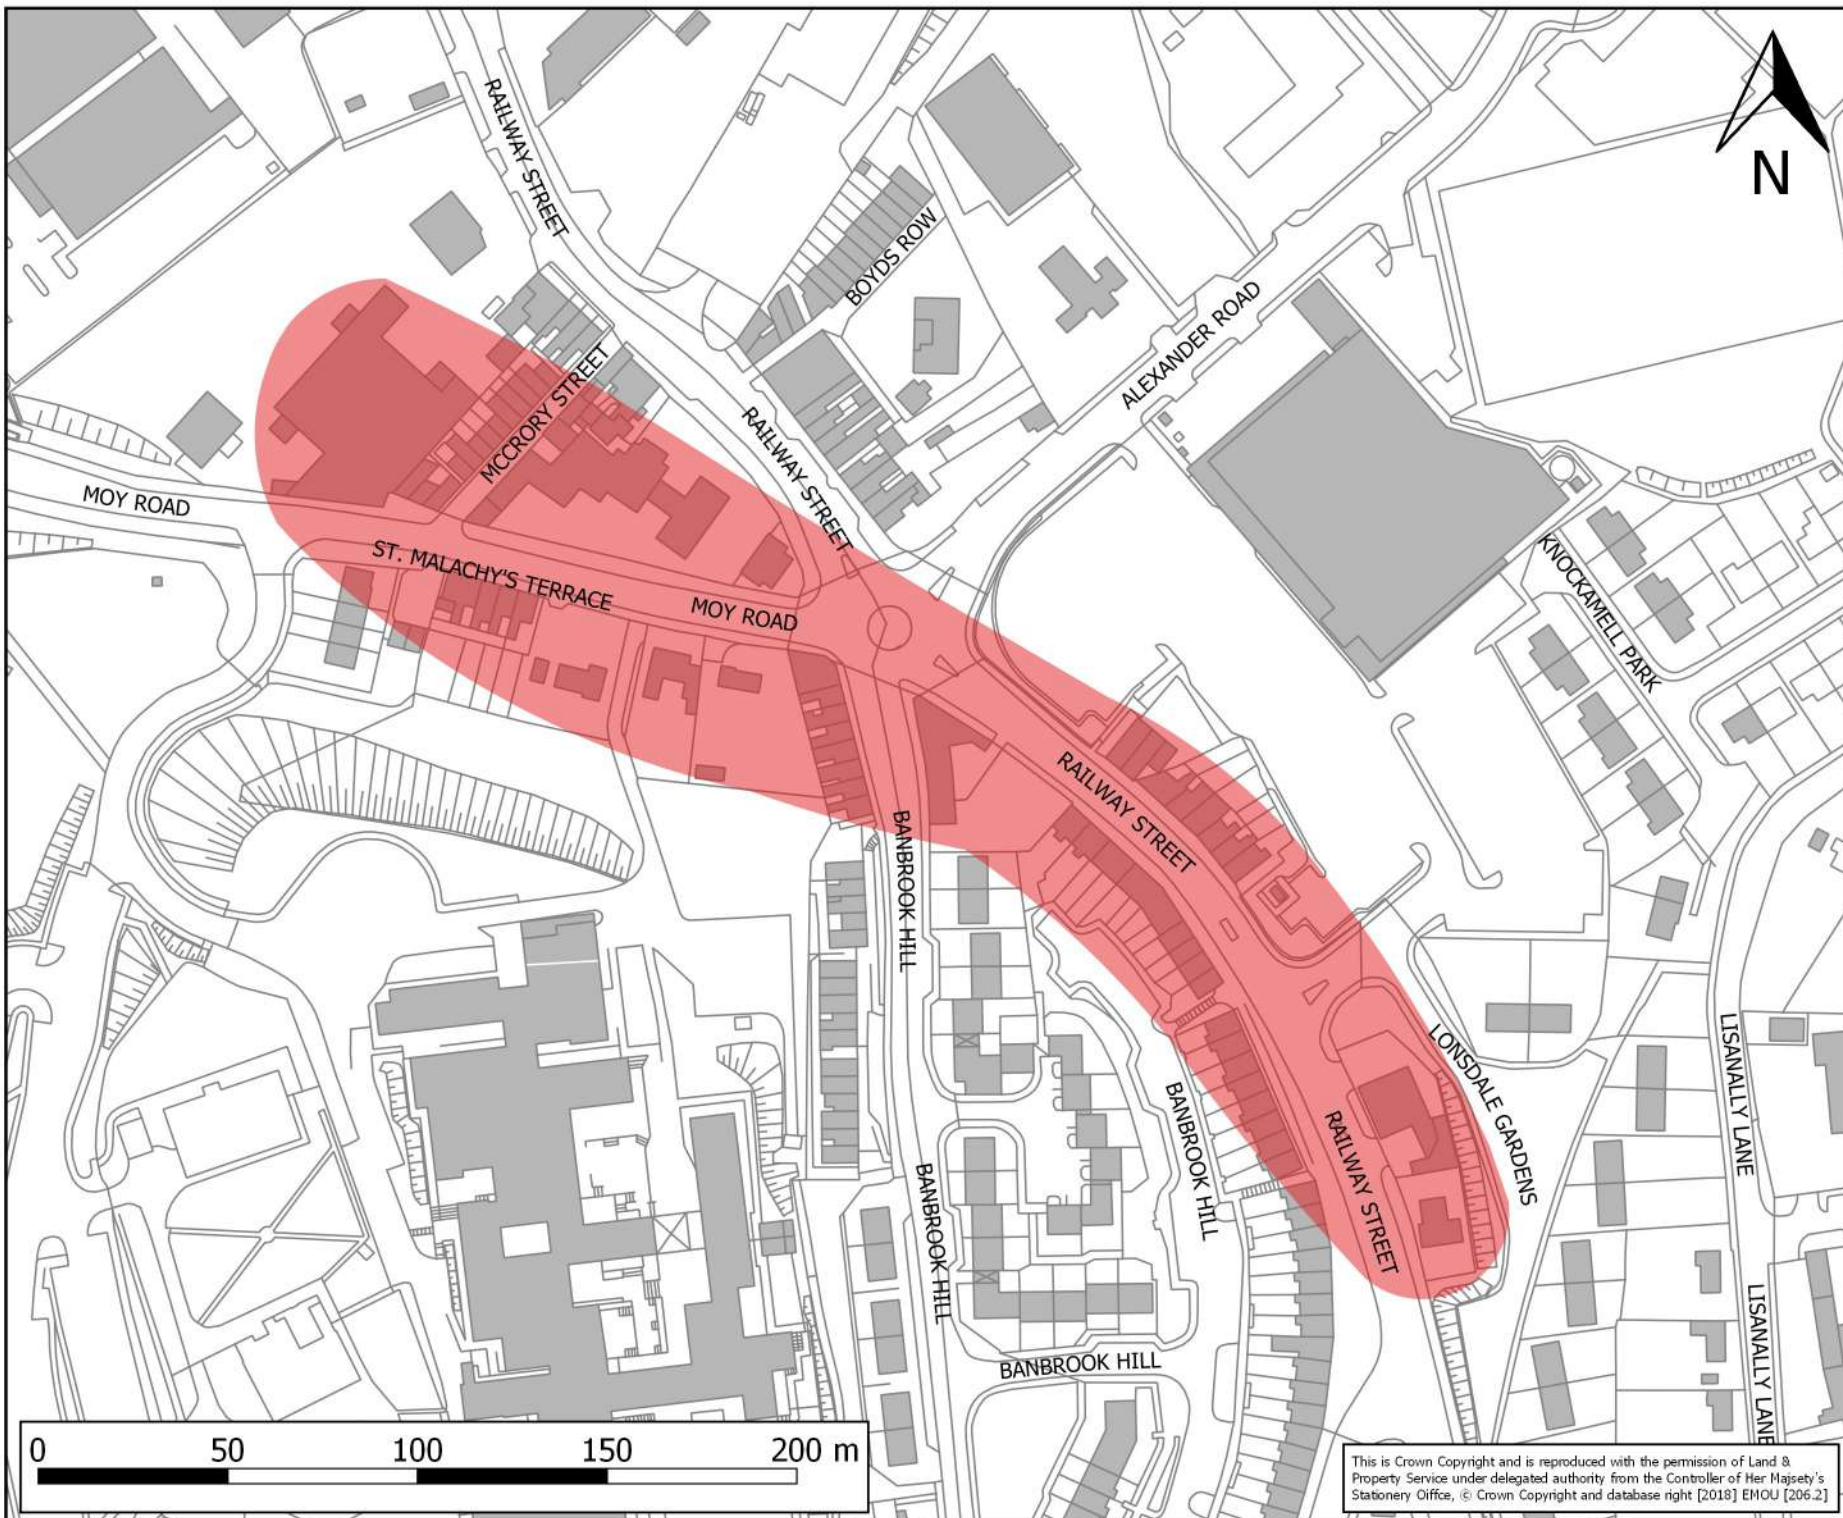 RAILWAY STREET
N
BOYDS ROW
ALEXANDER ROAD
MCCRORY STREET
RAILWAY STREET
MOY ROAD
ST. MALACHY'S TERRACE
MOY ROAD
KNOCKAMELL PARK
RAILWAY STREET
BANBROOK HILL
LONSDALE GARDENS
LISANALLY LANE
BANBROOK HILL
RAILWAY STREET
BANBROOK HILL
BANBROOK HILL
LISANALLY LANE
0 50 100 150 200 m
This is Crown Copyright and is reproduced with the permission of Land &
Property Service under delegated authority from the Controller of Her Majsety's
Stationery Oiffce, © Crown Copyright and database right [2018] EMOU [206.2]